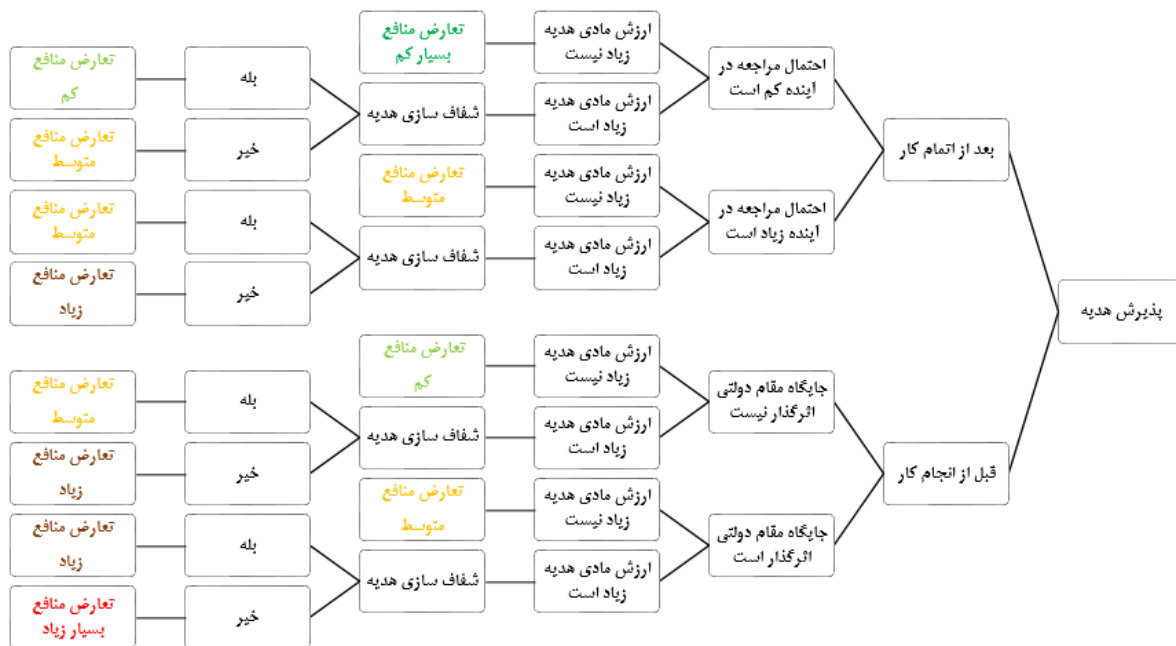 پذیرش هدیه
بعد از اتمام کار
احتمال مراجعه در
آینده کم است
ارزش مادی هدیه
زیاد نیست
تعارض منافع
بسیار کم
ارزش مادی هدیه
زیاد است
شفاف سازی هدیه
بله
تعارض منافع
کم
خیر
تعارض منافع
متوسط
احتمال مراجعه در
آینده زیاد است
ارزش مادی هدیه
زیاد نیست
تعارض منافع
متوسط
ارزش مادی هدیه
زیاد است
شفاف سازی هدیه
بله
تعارض منافع
متوسط
خیر
تعارض منافع
زیاد
قبل از انجام کار
جایگاه مقام دولتی
اثرگذار نیست
ارزش مادی هدیه
زیاد نیست
تعارض منافع
کم
ارزش مادی هدیه
زیاد است
شفاف سازی هدیه
بله
تعارض منافع
متوسط
خیر
تعارض منافع
زیاد
جایگاه مقام دولتی
اثرگذار است
ارزش مادی هدیه
زیاد نیست
تعارض منافع
متوسط
ارزش مادی هدیه
زیاد است
شفاف سازی هدیه
بله
تعارض منافع
زیاد
خیر
تعارض منافع
بسیار زیاد